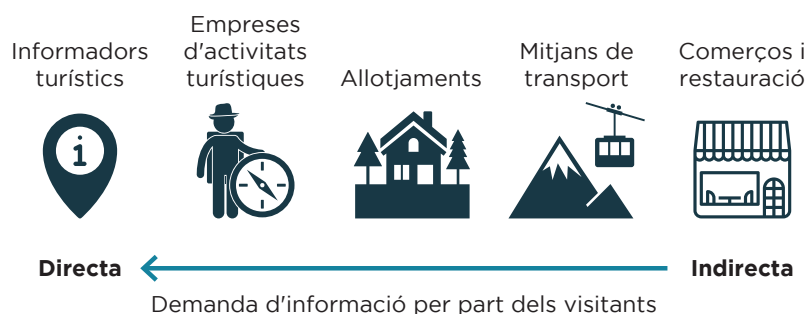 Informadors
turístics
Empreses
d'activitats
turístiques
Allotjaments
Mitjans de
transport
Comerços i
restauració
i
Directa
Indirecta
Demanda d'informació per part dels visitants